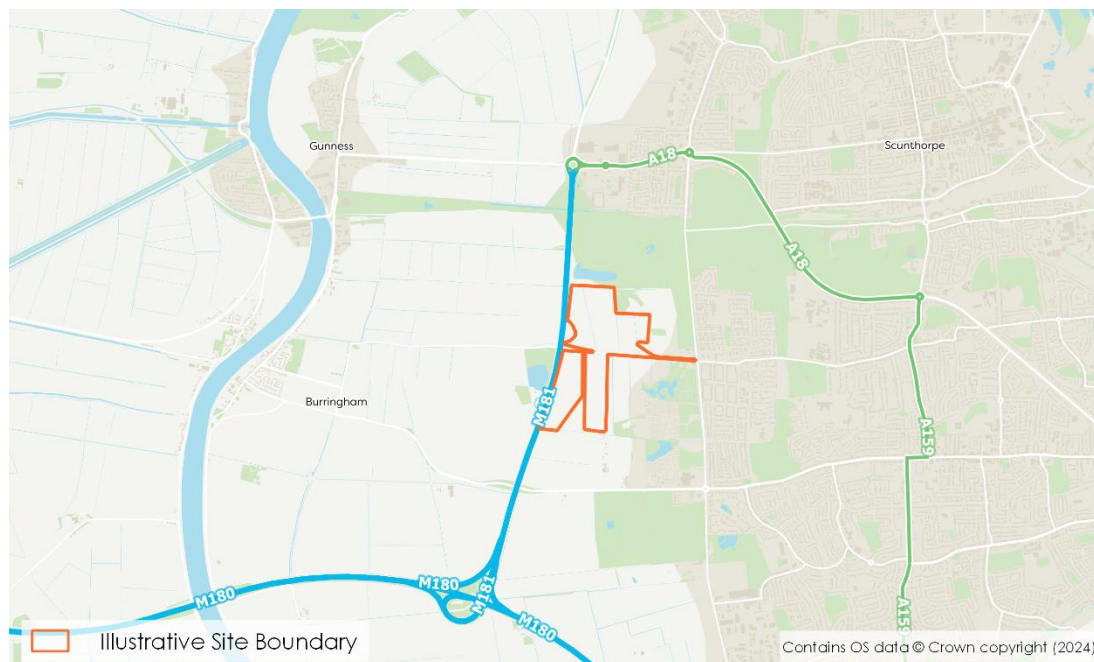 Gunness
Scunthorpe
A18
A18
M181
Burringham
A159
M180
M181
M180
M180
A159
Illustrative Site Boundary
Contains OS data © Crown copyright (2024)